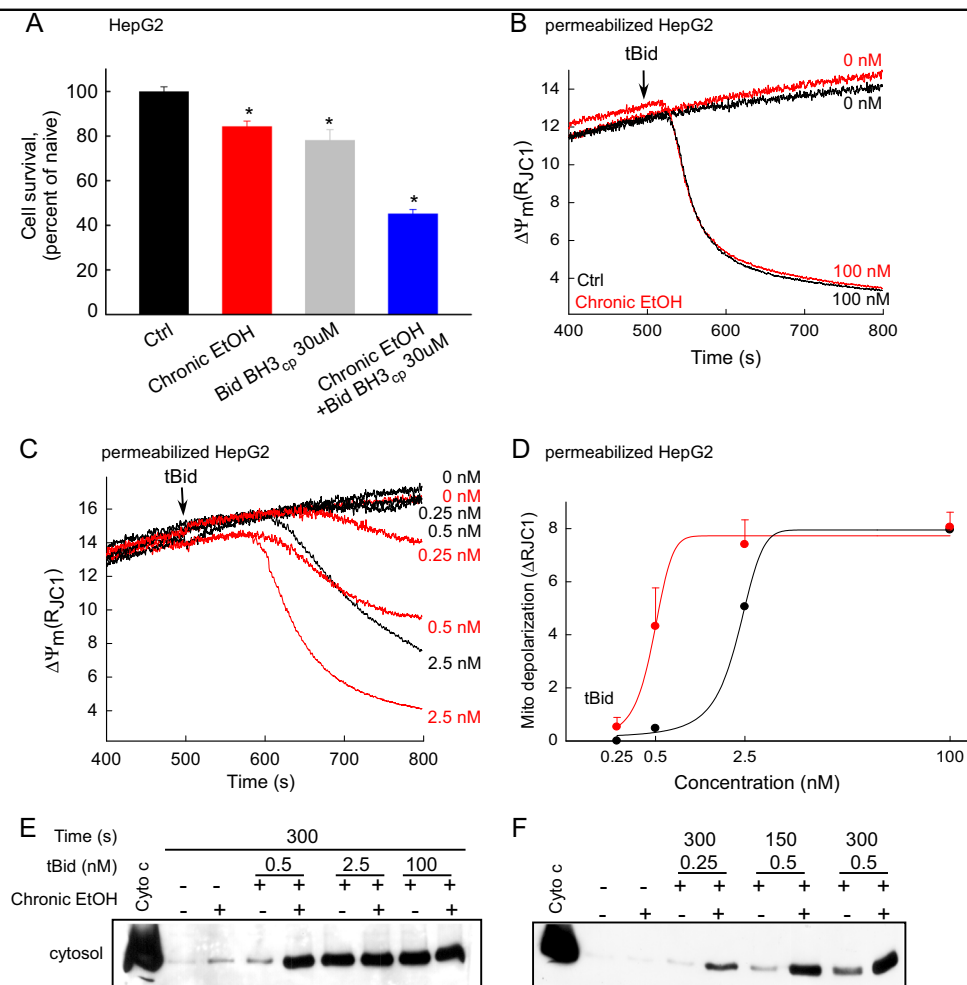 A HepG2
Cell survival,
(percent of naive)
100
80
60
40
20
0
* * *
Ctrl
Chronic EtOH
Bid BH3cp 30uM
Chronic EtOH
+Bid BH3cp 30uM
B permeabilized HepG2
tBid
0 nM
0 nM
ΔΨm(RJC1)
14
12
10
8
6
4
2
Ctrl
Chronic EtOH
100 nM
100 nM
400 500 600 700 800
Time (s)
C permeabilized HepG2
tBid
0 nM
0 nM
0.25 nM
0.5 nM
0.25 nM
0.5 nM
2.5 nM
2.5 nM
ΔΨm(RJC1)
16
14
12
10
8
6
4
400 500 600 700 800
Time (s)
D permeabilized HepG2
Mito depolarization (ΔRJC1)
8
6
4
2
0
tBid
0.25 0.5 2.5 100
Concentration (nM)
E
Time (s) 300
tBid (nM) 0.5 2.5 100
Cyto c
- - + + + + + +
Chronic EtOH
- + - + - + - +
cytosol
F
300 150 300
0.25 0.5 0.5
Cyto c
- - + + + + + +
- + - + - + - +